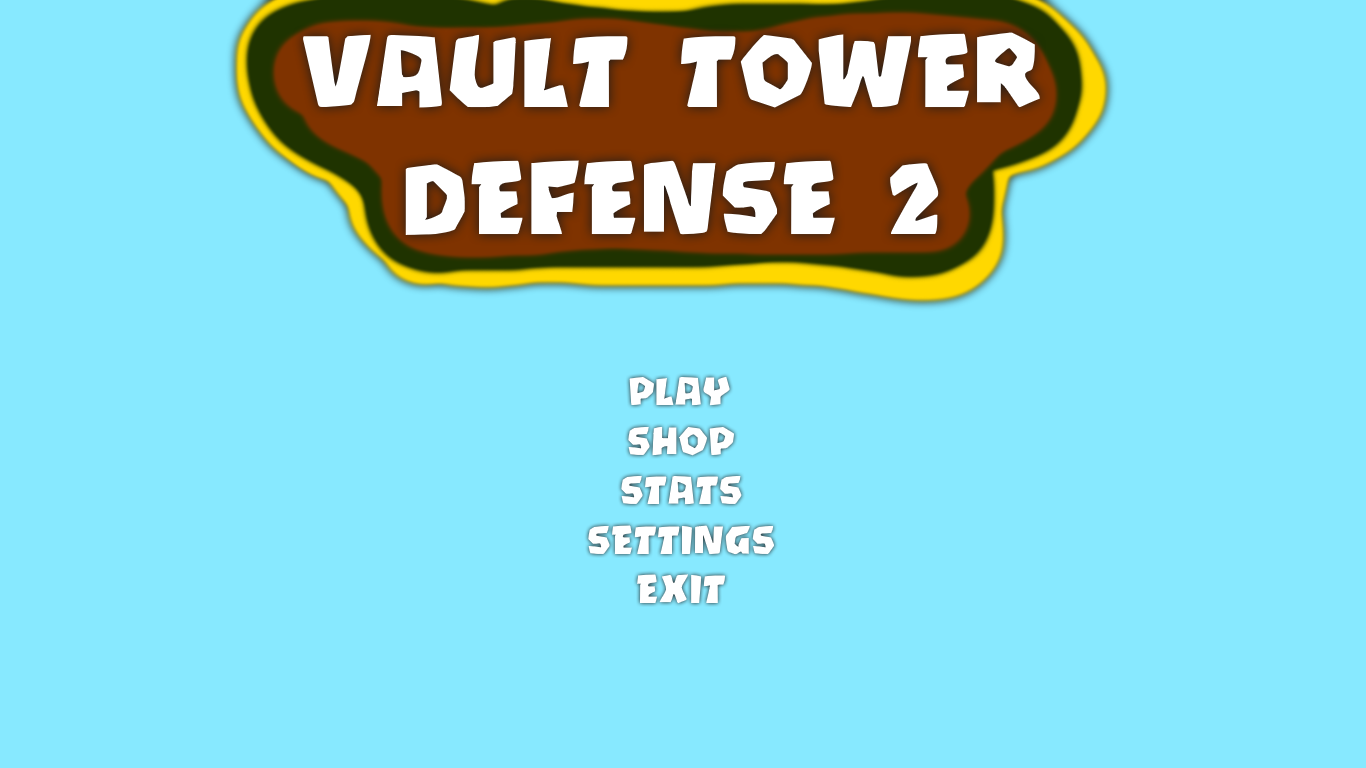 VAULT TOWER
DEFENSE 2
PLAY
SHOP
STATS
SETTINGS
EXIT